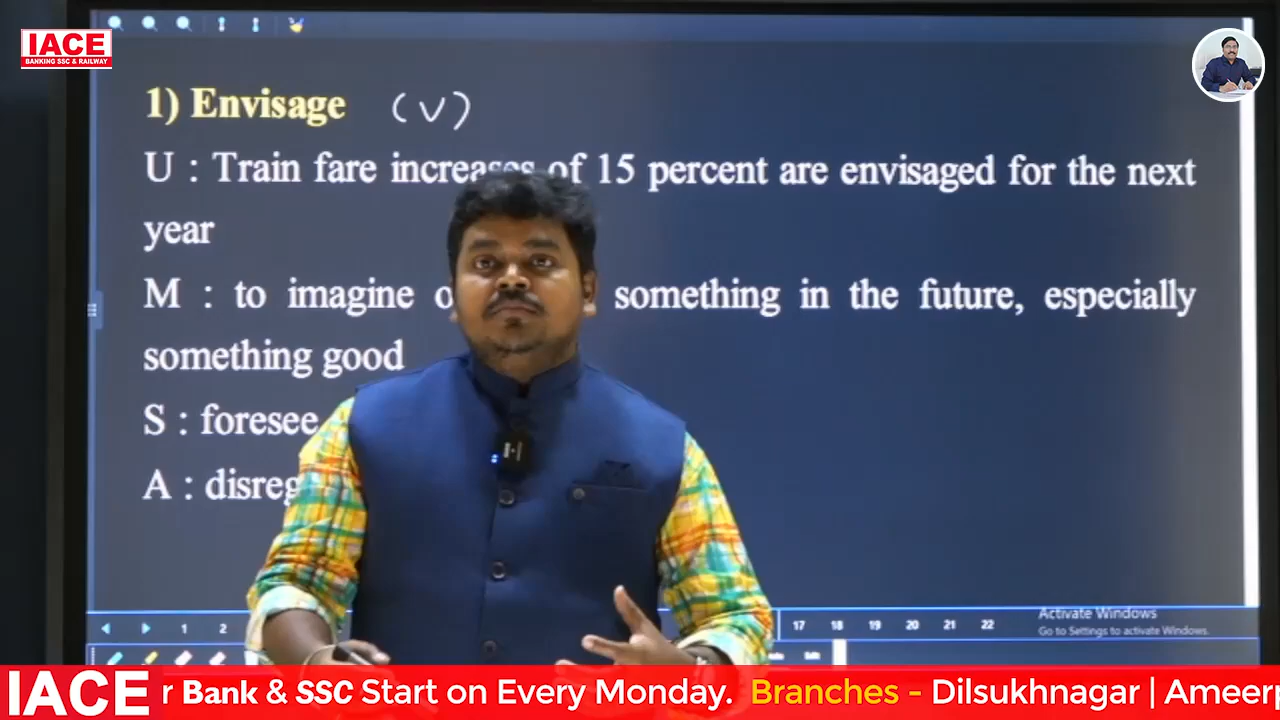 IACE
BANKING SSC & RAILWAY
1) Envisage (V)
U : Train fare increases of 15 percent are envisaged for the next
year
M : to imagine something in the future, especially
something good
S : foresee
A :
1 2 17 18 19 20 21 22
Activate Windows
Go to Settings to activate Windows.
IACE r Bank & SSC Start on Every Monday. Branches - Dilsukhnagar | Ameerp